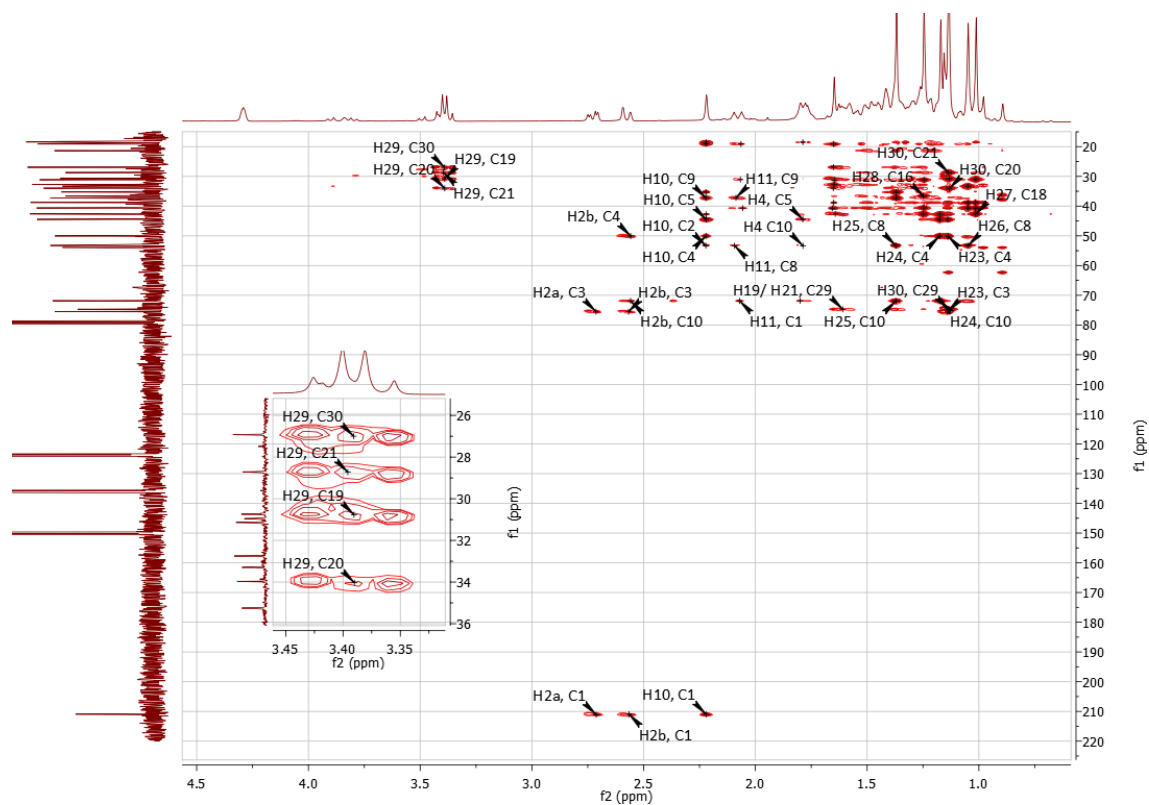 H29, C30
H29, C19
H29, C20
H29, C21
H30, C21
H30, C20
H28, C16
H27, C18
H10, C9
H11, C9
H10, C5
H4, C5
H2b, C4
H10, C2
H4 C10
H25, C8
H26, C8
H10, C4
H11, C8
H24, C4
H23, C4
H2a, C3
H2b, C3
H19/ H21, C29
H30, C29
H23, C3
H2b, C10
H11, C1
H25, C10
H24, C10
H29, C30
H29, C21
H29, C19
H29, C20
26
28
30
32
34
36
f1 (ppm)
3.45 3.40 3.35
f2 (ppm)
H2a, C1
H10, C1
H2b, C1
20
30
40
50
60
70
80
90
100
110
120
130
140
150
160
170
180
190
200
210
220
f1 (ppm)
4.5 4.0 3.5 3.0 2.5 2.0 1.5 1.0
f2 (ppm)